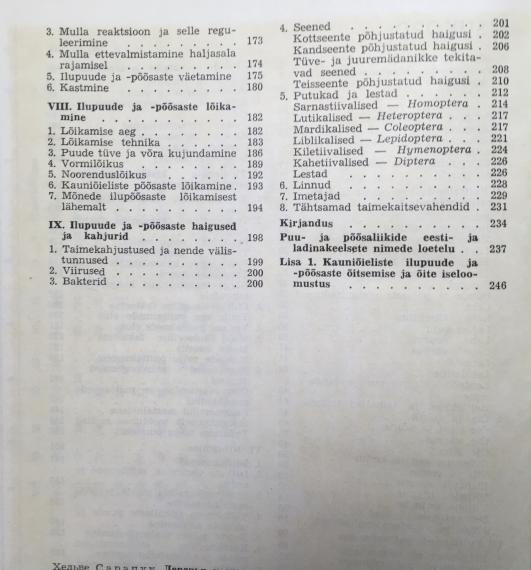 3. Mulla reaktsioon ja selle regu-
leerimine . . . . . . . . 173
4. Mulla ettevalmistamine haljasala
rajamisel . . . . . . . . 174
5. Ilupuude ja -põõsaste väetamine 175
6. Kastmine . . . . . . . . 180
VIII. Ilupuude ja -põõsaste lõika-
mine . . . . . . . . 182
1. Lõikamise aeg . . . . . . . 182
2. Lõikamise tehnika . . . . . . 183
3. Puude tüve ja võra kujundamine 186
4. Vormilõikus . . . . . . . 189
5. Noorenduslõikus . . . . . . 192
6. Kauniõieliste põõsaste lõikamine . 193
7. Mõnede ilupõõsaste lõikamisest
lähemalt . . . . . . . . 194
IX. Ilupuude ja -põõsaste haigused
ja kahjurid . . . . . . . 198
1. Taimekahjustused ja nende välis-
tunnused . . . . . . . . 199
2. Viirused . . . . . . . . 200
3. Bakterid . . . . . . . . 200
4. Seened . . . . . . . . 201
Kottseente põhjustatud haigusi . 202
Kandseente põhjustatud haigusi . 206
Tüve- ja juuremädanikke tekita-
vad seened . . . . . . . 208
Teisseente põhjustatud haigusi . 210
5. Putukad ja lestad . . . . . . 212
Sarnastiivalised — Homoptera . 214
Lutikalised — Heteroptera . . 217
Mardikalised — Coleoptera . . 217
Liblikalised — Lepidoptera . . 221
Kiletiivalised — Hymenoptera . 224
Kahetiivalised — Diptera . . 226
Lestad . . . . . . . . 226
6. Linnud . . . . . . . . 228
7. Imetajad . . . . . . . . 229
8. Tähtsamad taimekaitsevahendid . 231
Kirjandus . . . . . . . . 234
Puu- ja põõsaliikide eesti- ja
ladinakeelsete nimede loetelu . . 237
Lisa 1. Kauniõieliste ilupuude ja
-põõsaste õitsemise ja õite iseloo-
mustus . . . . . . . . 246
Хельве